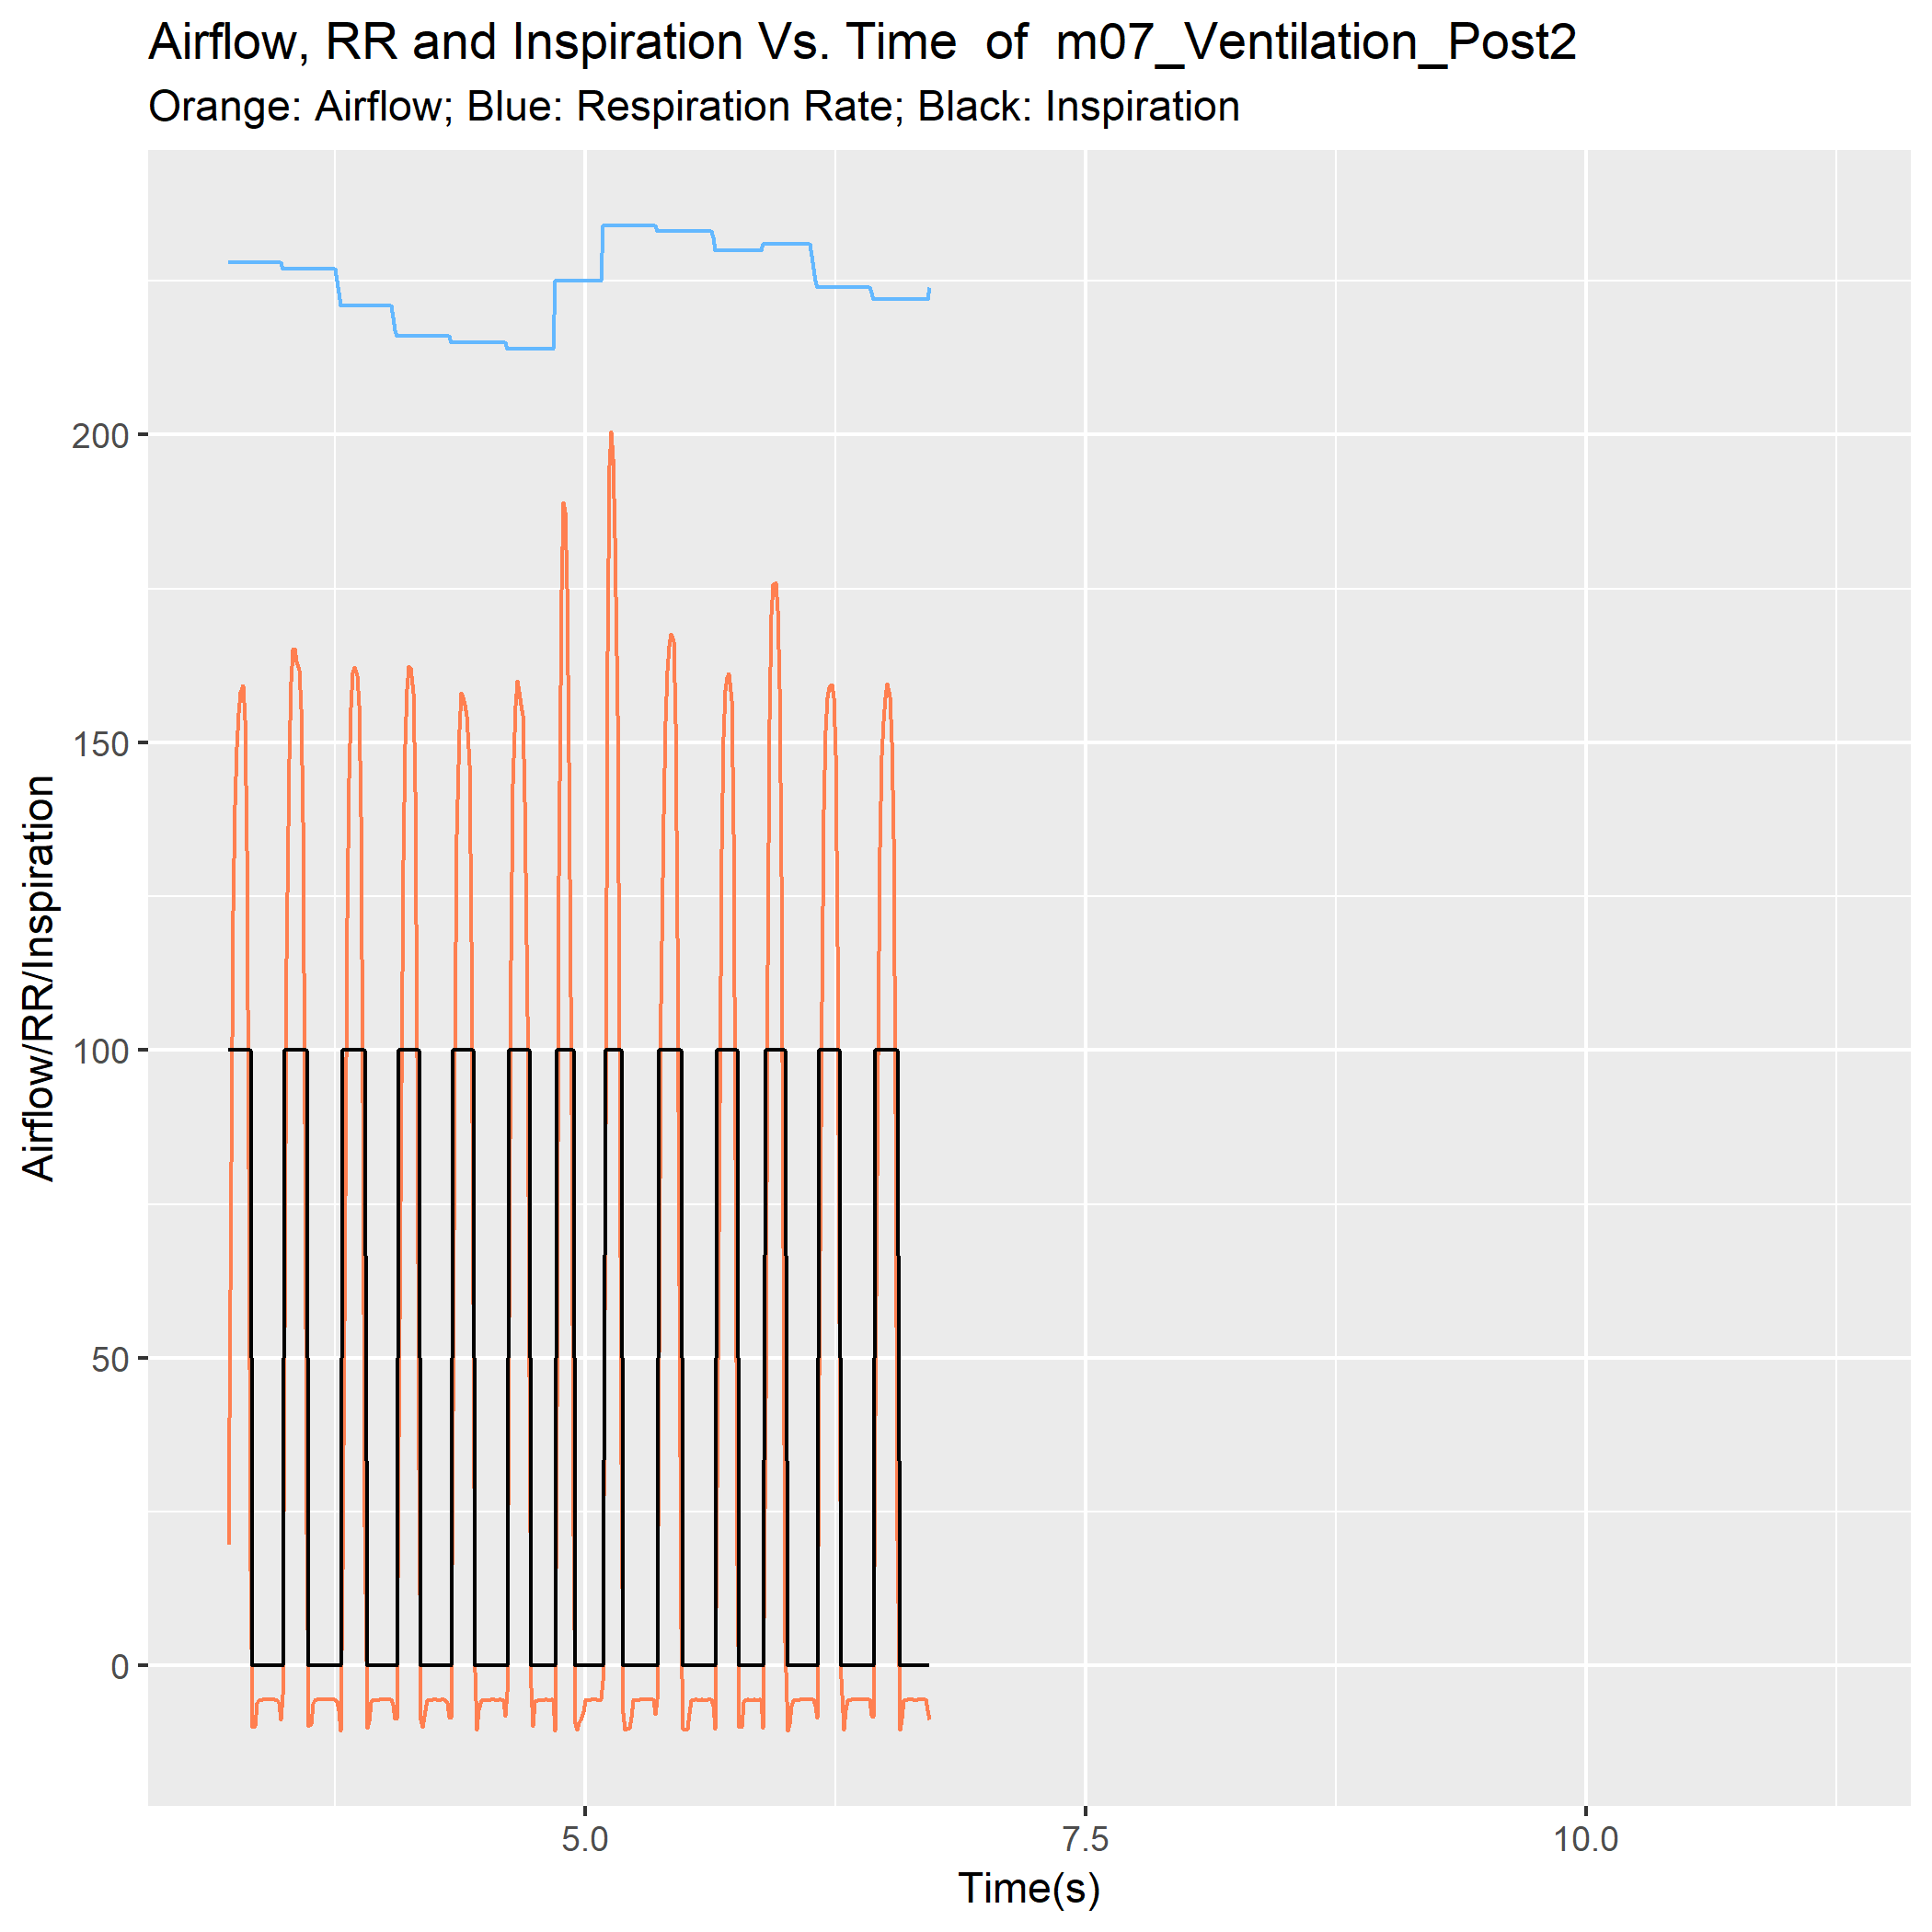 Airflow, RR and Inspiration Vs. Time  of  m07_Ventilation_Post2
Orange: Airflow; Blue: Respiration Rate; Black: Inspiration
Airflow/RR/Inspiration
200
150
100
50
0
5.0
7.5
10.0
Time(s)